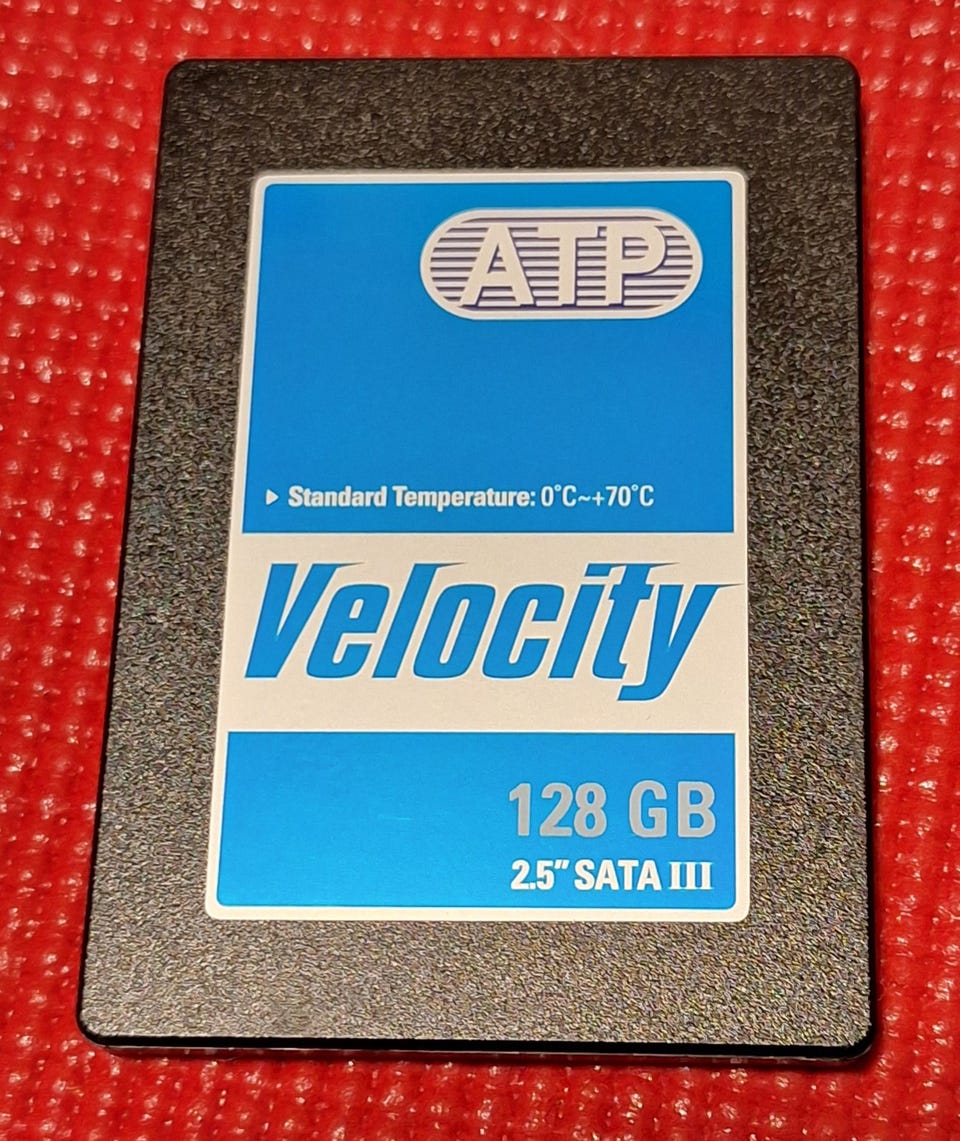 ATP
▶ Standard Temperature: 0°C~+70°C
Velocity
128 GB
2.5” SATA III